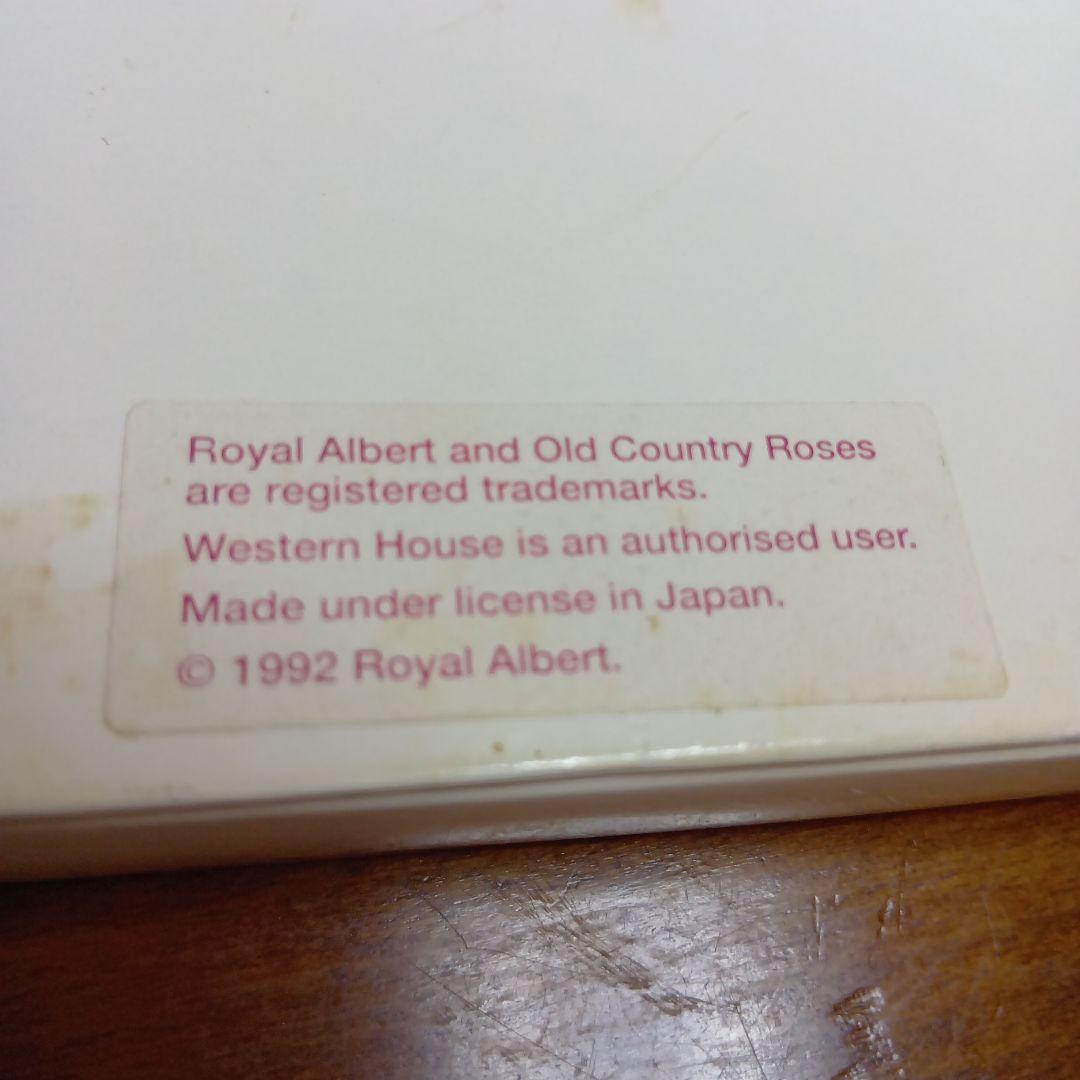 Royal Albert and Old Country Roses
are registered trademarks.
Western House is an authorised user.
Made under license in Japan.
© 1992 Royal Albert.